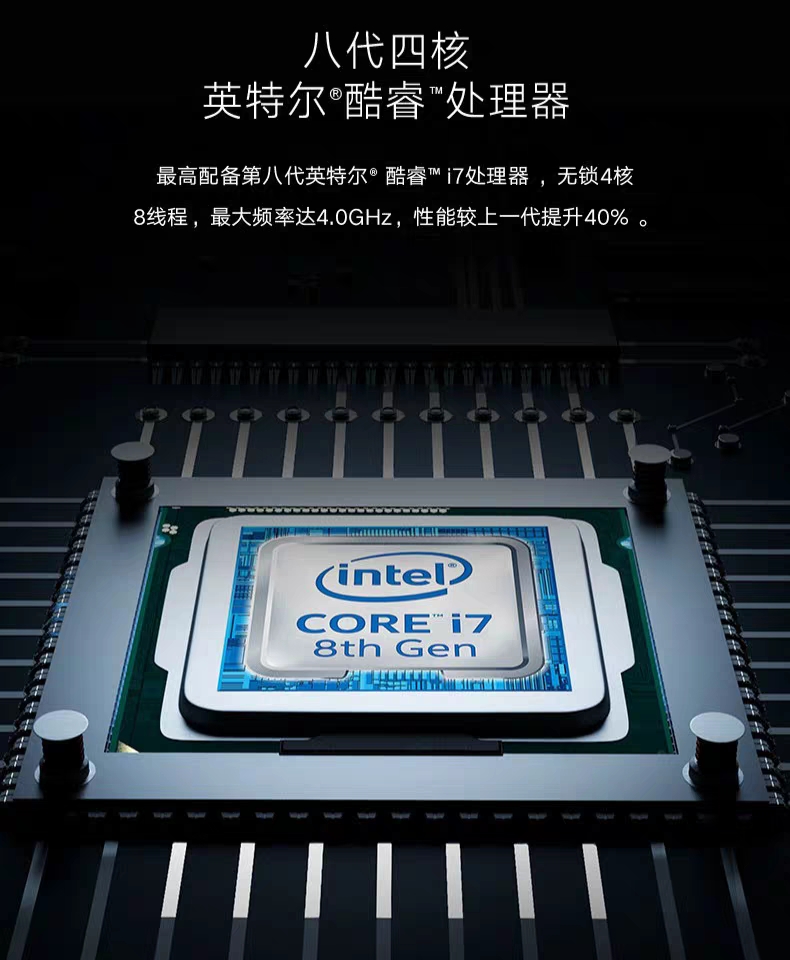 八代四核
英特尔®酷睿™处理器
最高配备第八代英特尔® 酷睿™ i7处理器，无锁4核
8线程，最大频率达4.0GHz，性能较上一代提升40%。
intel®
CORE™ i7
8th Gen